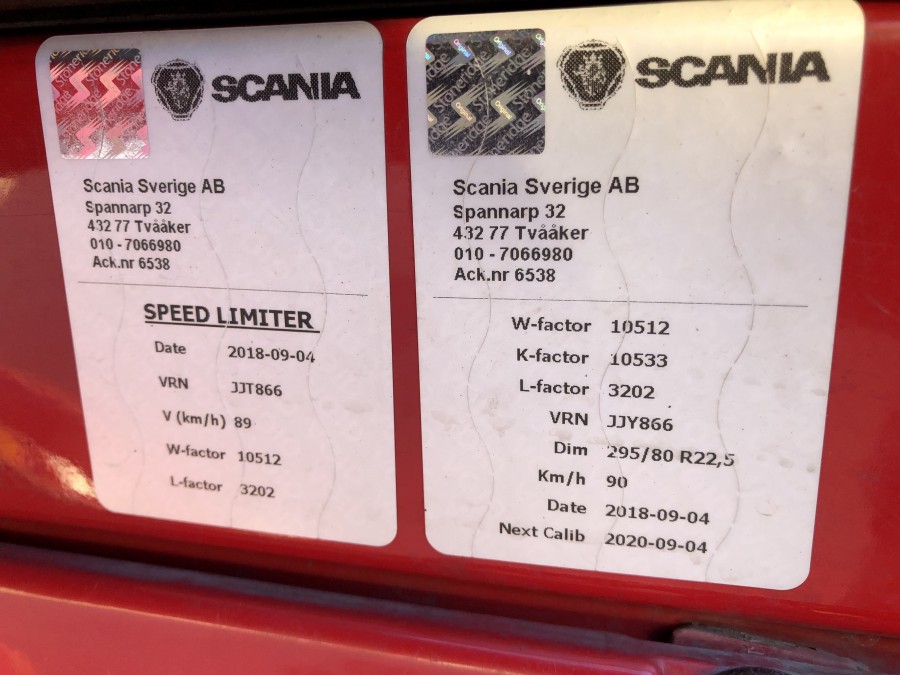 SCANIA
Scania Sverige AB
Spannarp 32
432 77 Tvååker
010 - 7066980
Ack.nr 6538
SPEED LIMITER
Date 2018-09-04
VRN JJT866
V (km/h) 89
W-factor 10512
L-factor 3202
Stoneridge
Original
SCANIA
Scania Sverige AB
Spannarp 32
432 77 Tvååker
010 - 7066980
Ack.nr 6538
W-factor 10512
K-factor 10533
L-factor 3202
VRN JJY866
Dim 295/80 R22,5
Km/h 90
Date 2018-09-04
Next Calib 2020-09-04